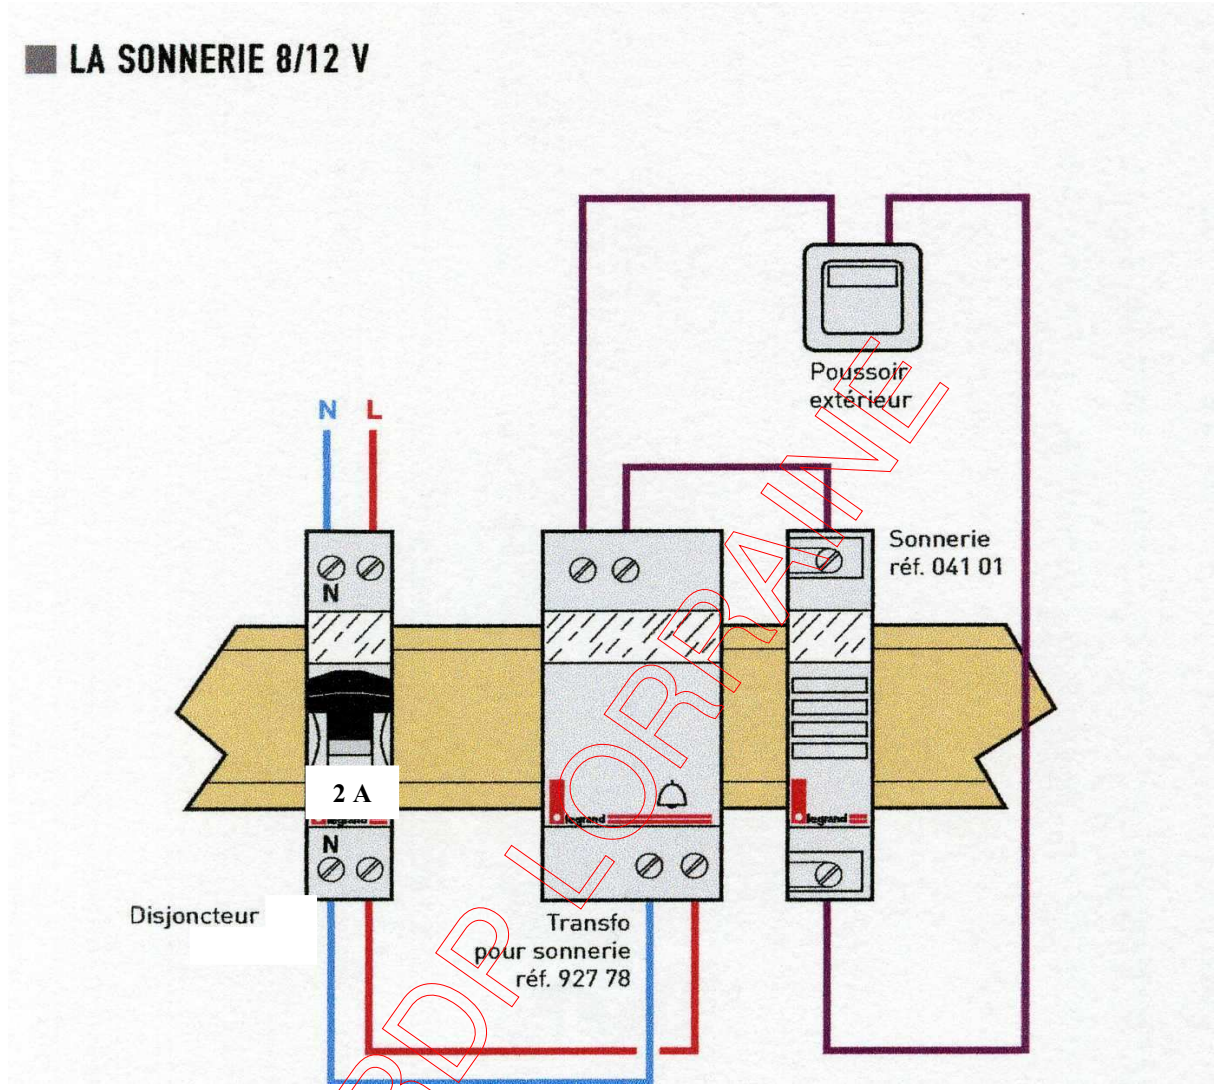 LA SONNERIE 8/12 V
Poussoir
extérieur
N L
Sonnerie
réf. 041 01
N
2 A
legrand
legrand
legrand
N
Disjoncteur
Transfo
pour sonnerie
réf. 927 78
RDP LORRAINE